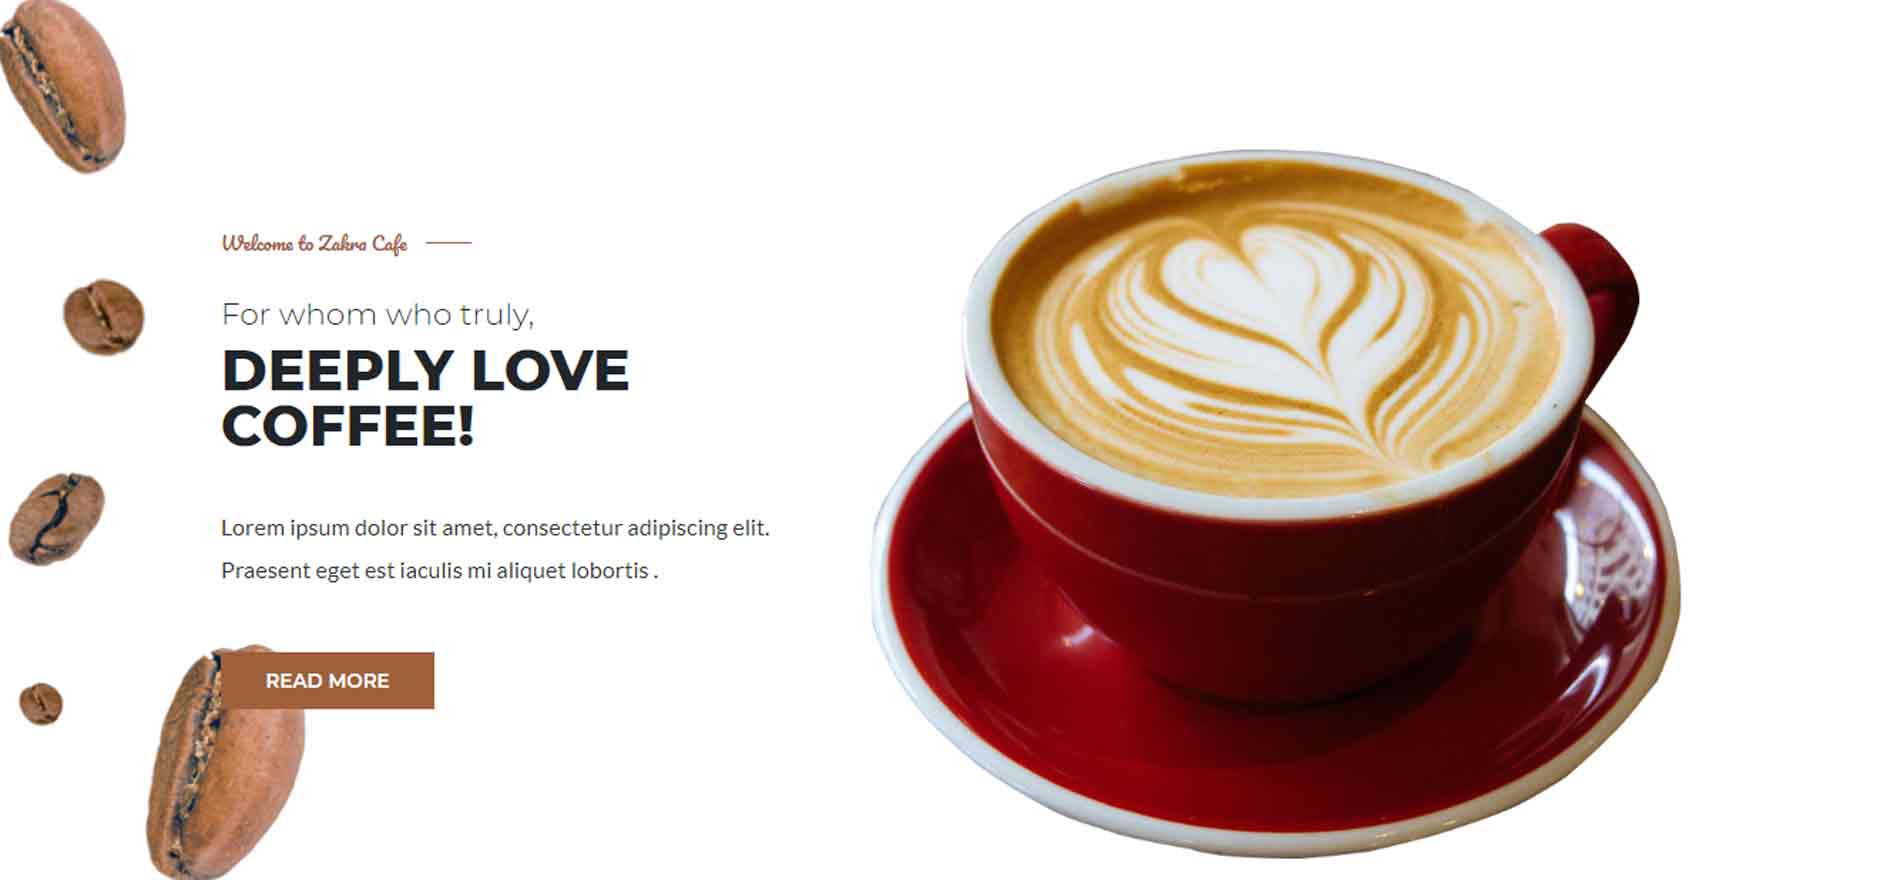 Welcome to Zakra Cafe
For whom who truly,
DEEPLY LOVE
COFFEE!
Lorem ipsum dolor sit amet, consectetur adipiscing elit.
Praesent eget est iaculis mi aliquet lobortis .
READ MORE